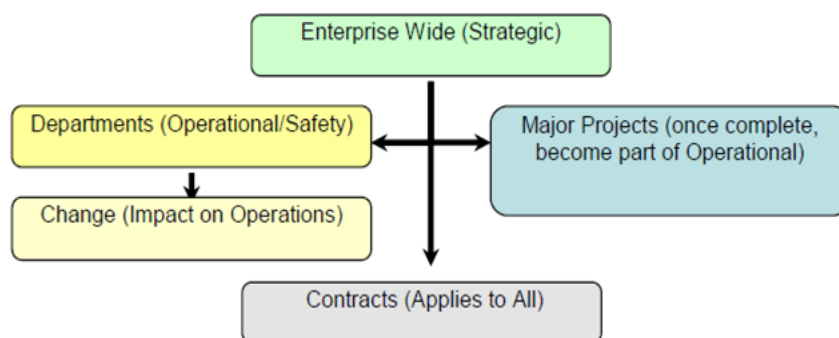 Enterprise Wide (Strategic)
Departments (Operational/Safety)
Major Projects (once complete,
become part of Operational)
Change (Impact on Operations)
Contracts (Applies to All)